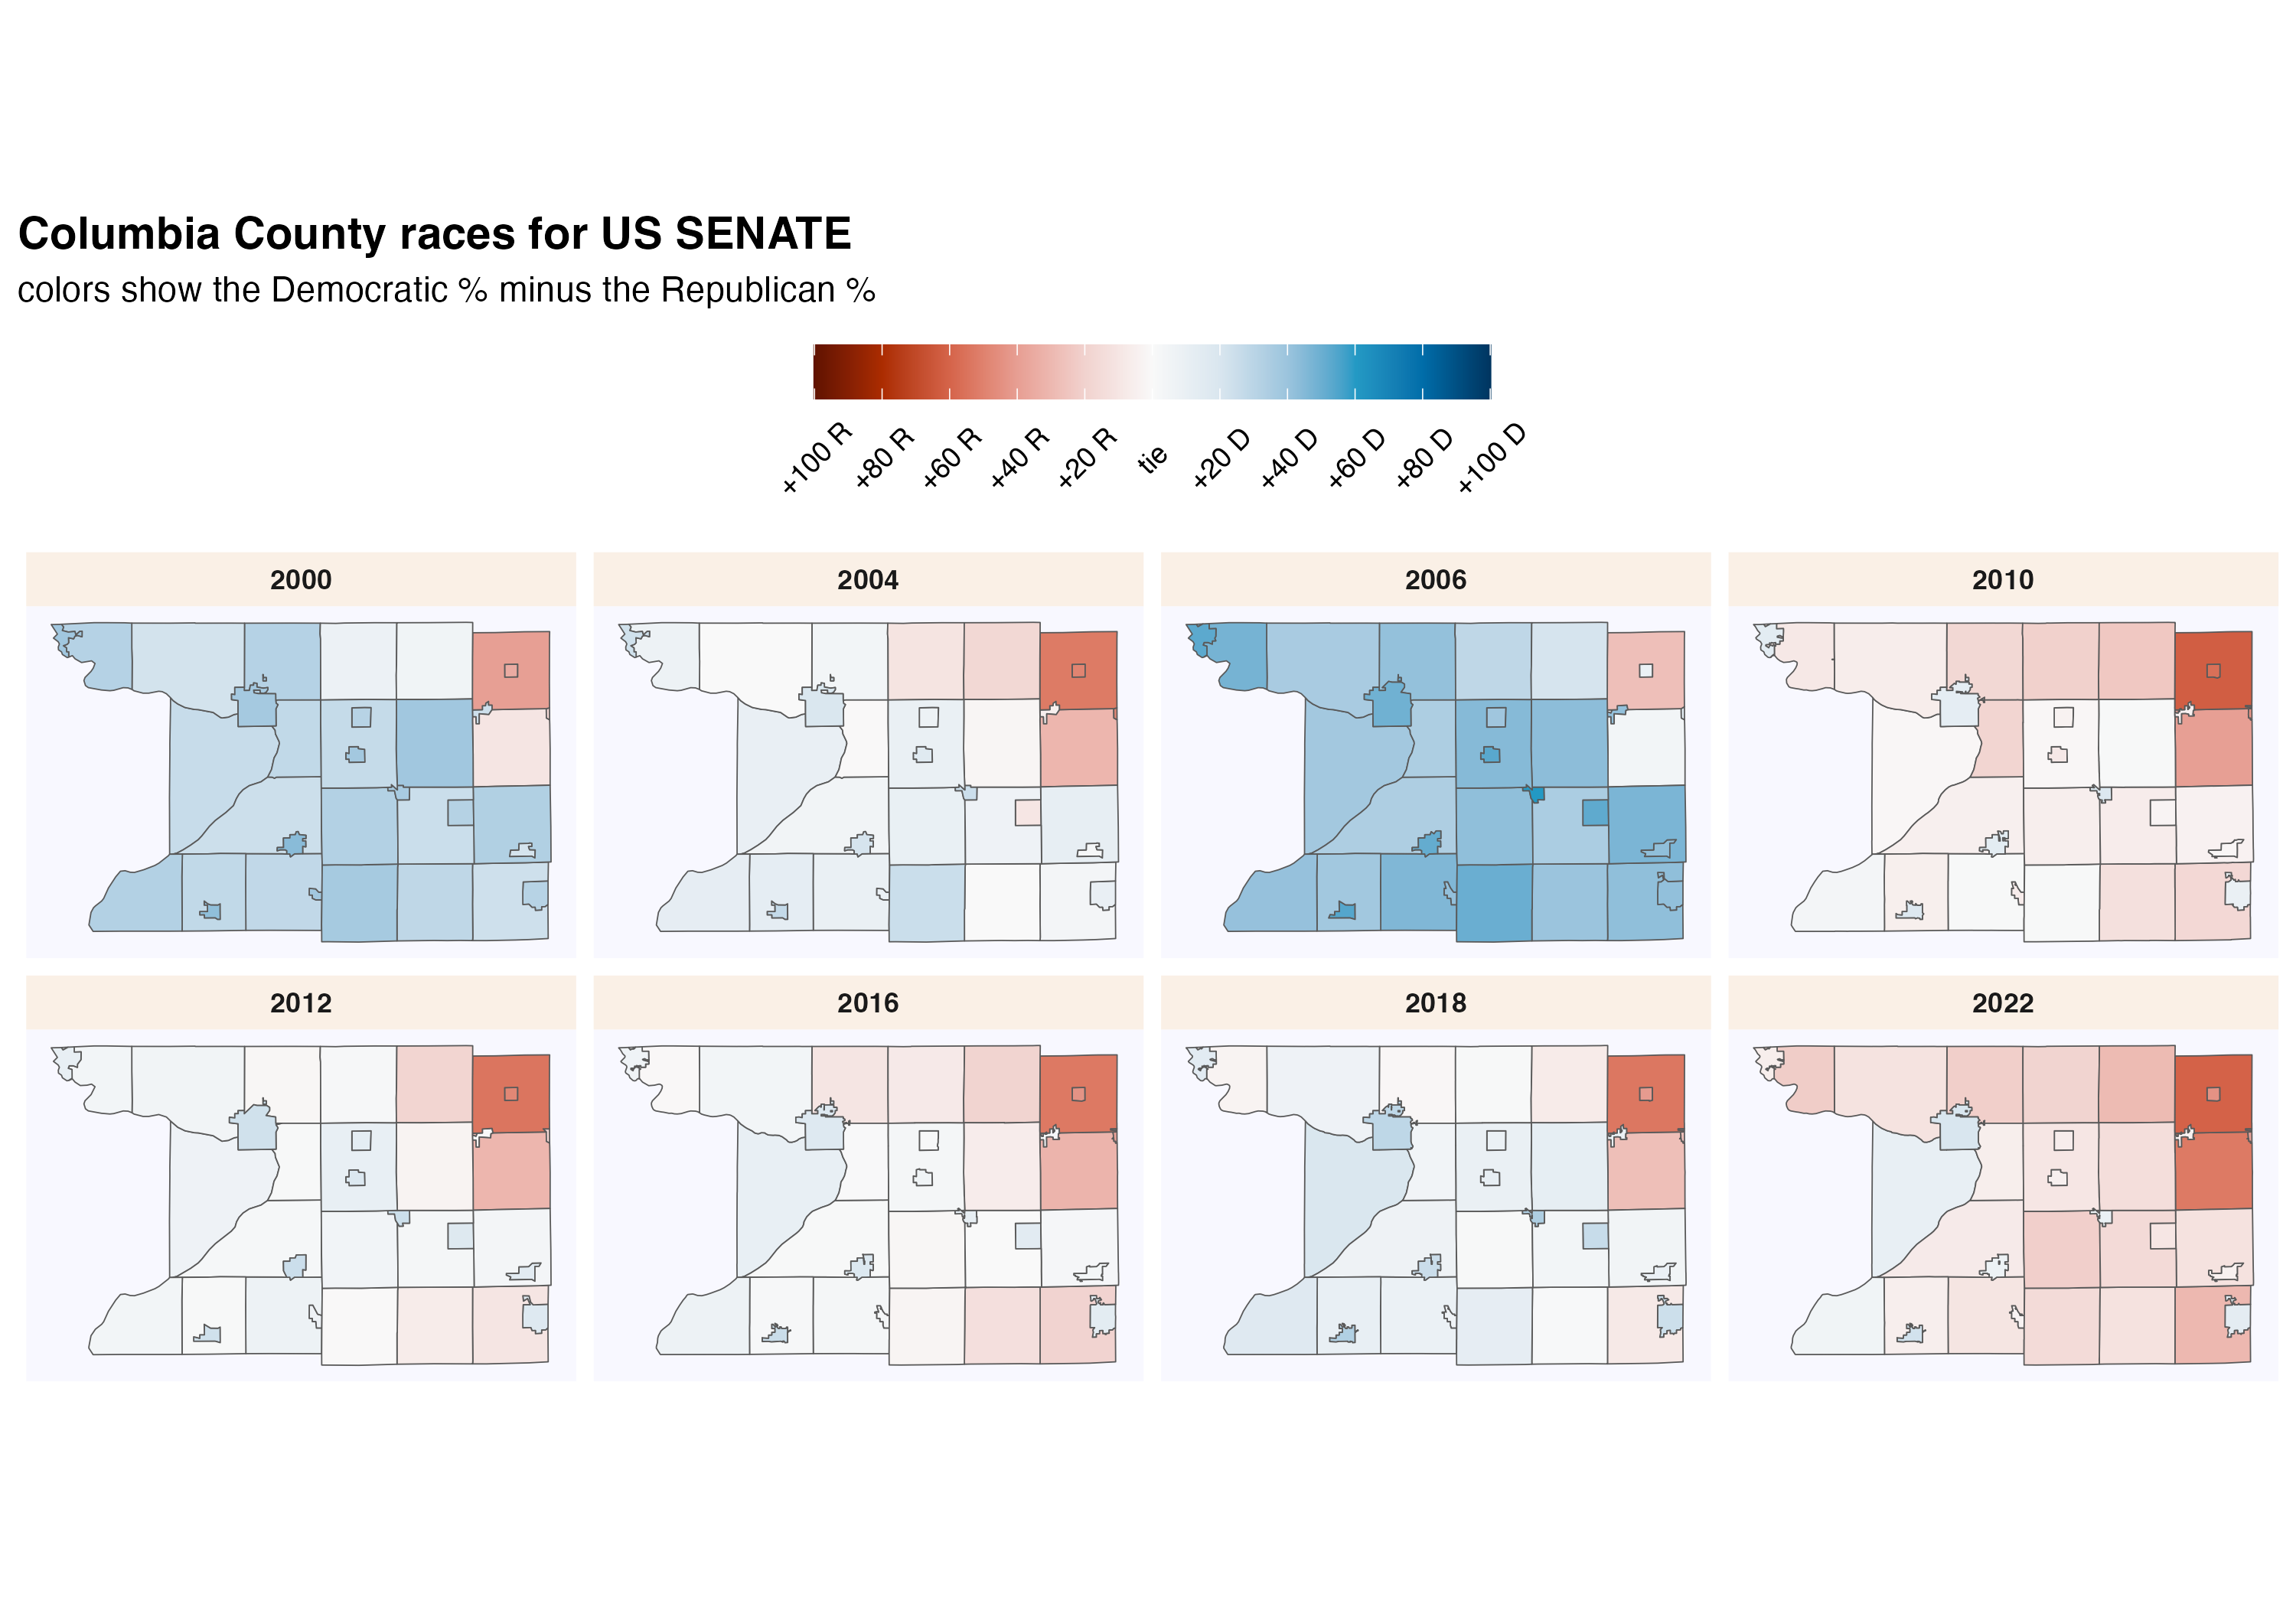 Columbia County races for US SENATE
colors show the Democratic % minus the Republican %
+100 R
+80 R
+60 R
+40 R
+20 R
tie
+20 D
+40 D
+60 D
+80 D
+100 D
2000
2004
2006
2010
2012
2016
2018
2022